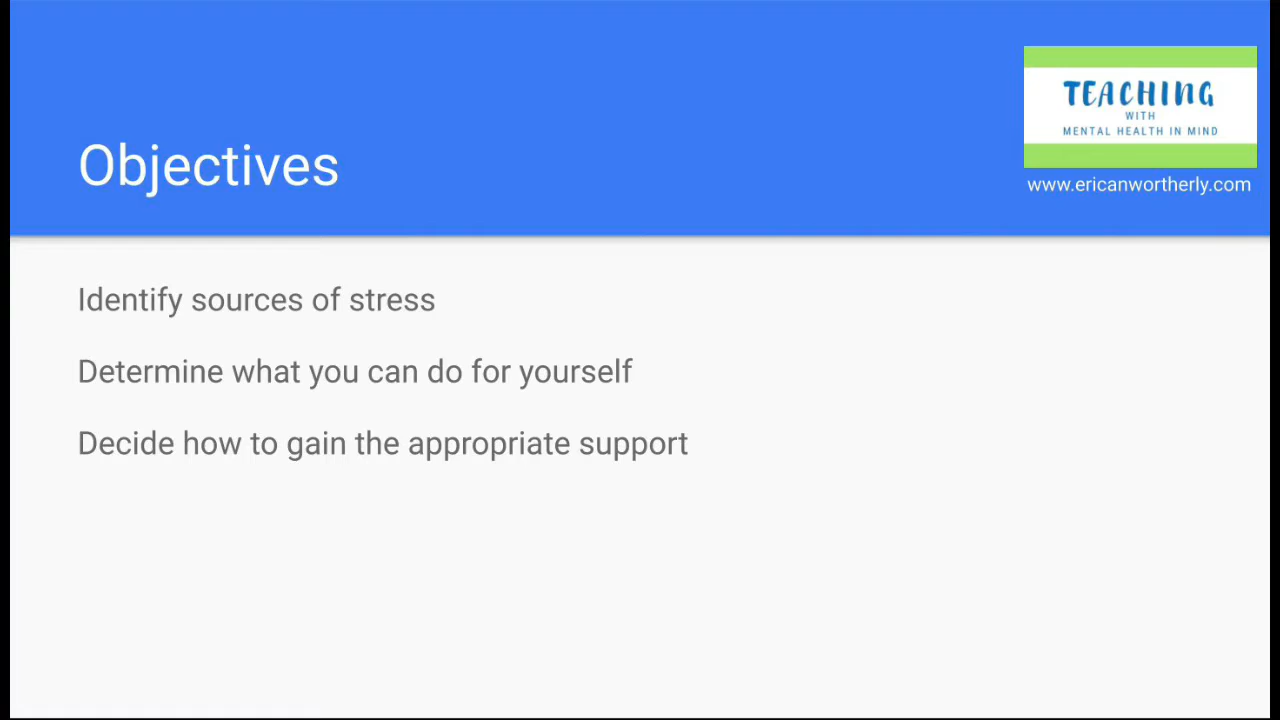 TEACHING
WITH
MENTAL HEALTH IN MIND
www.ericanwortherly.com
Objectives
Identify sources of stress
Determine what you can do for yourself
Decide how to gain the appropriate support